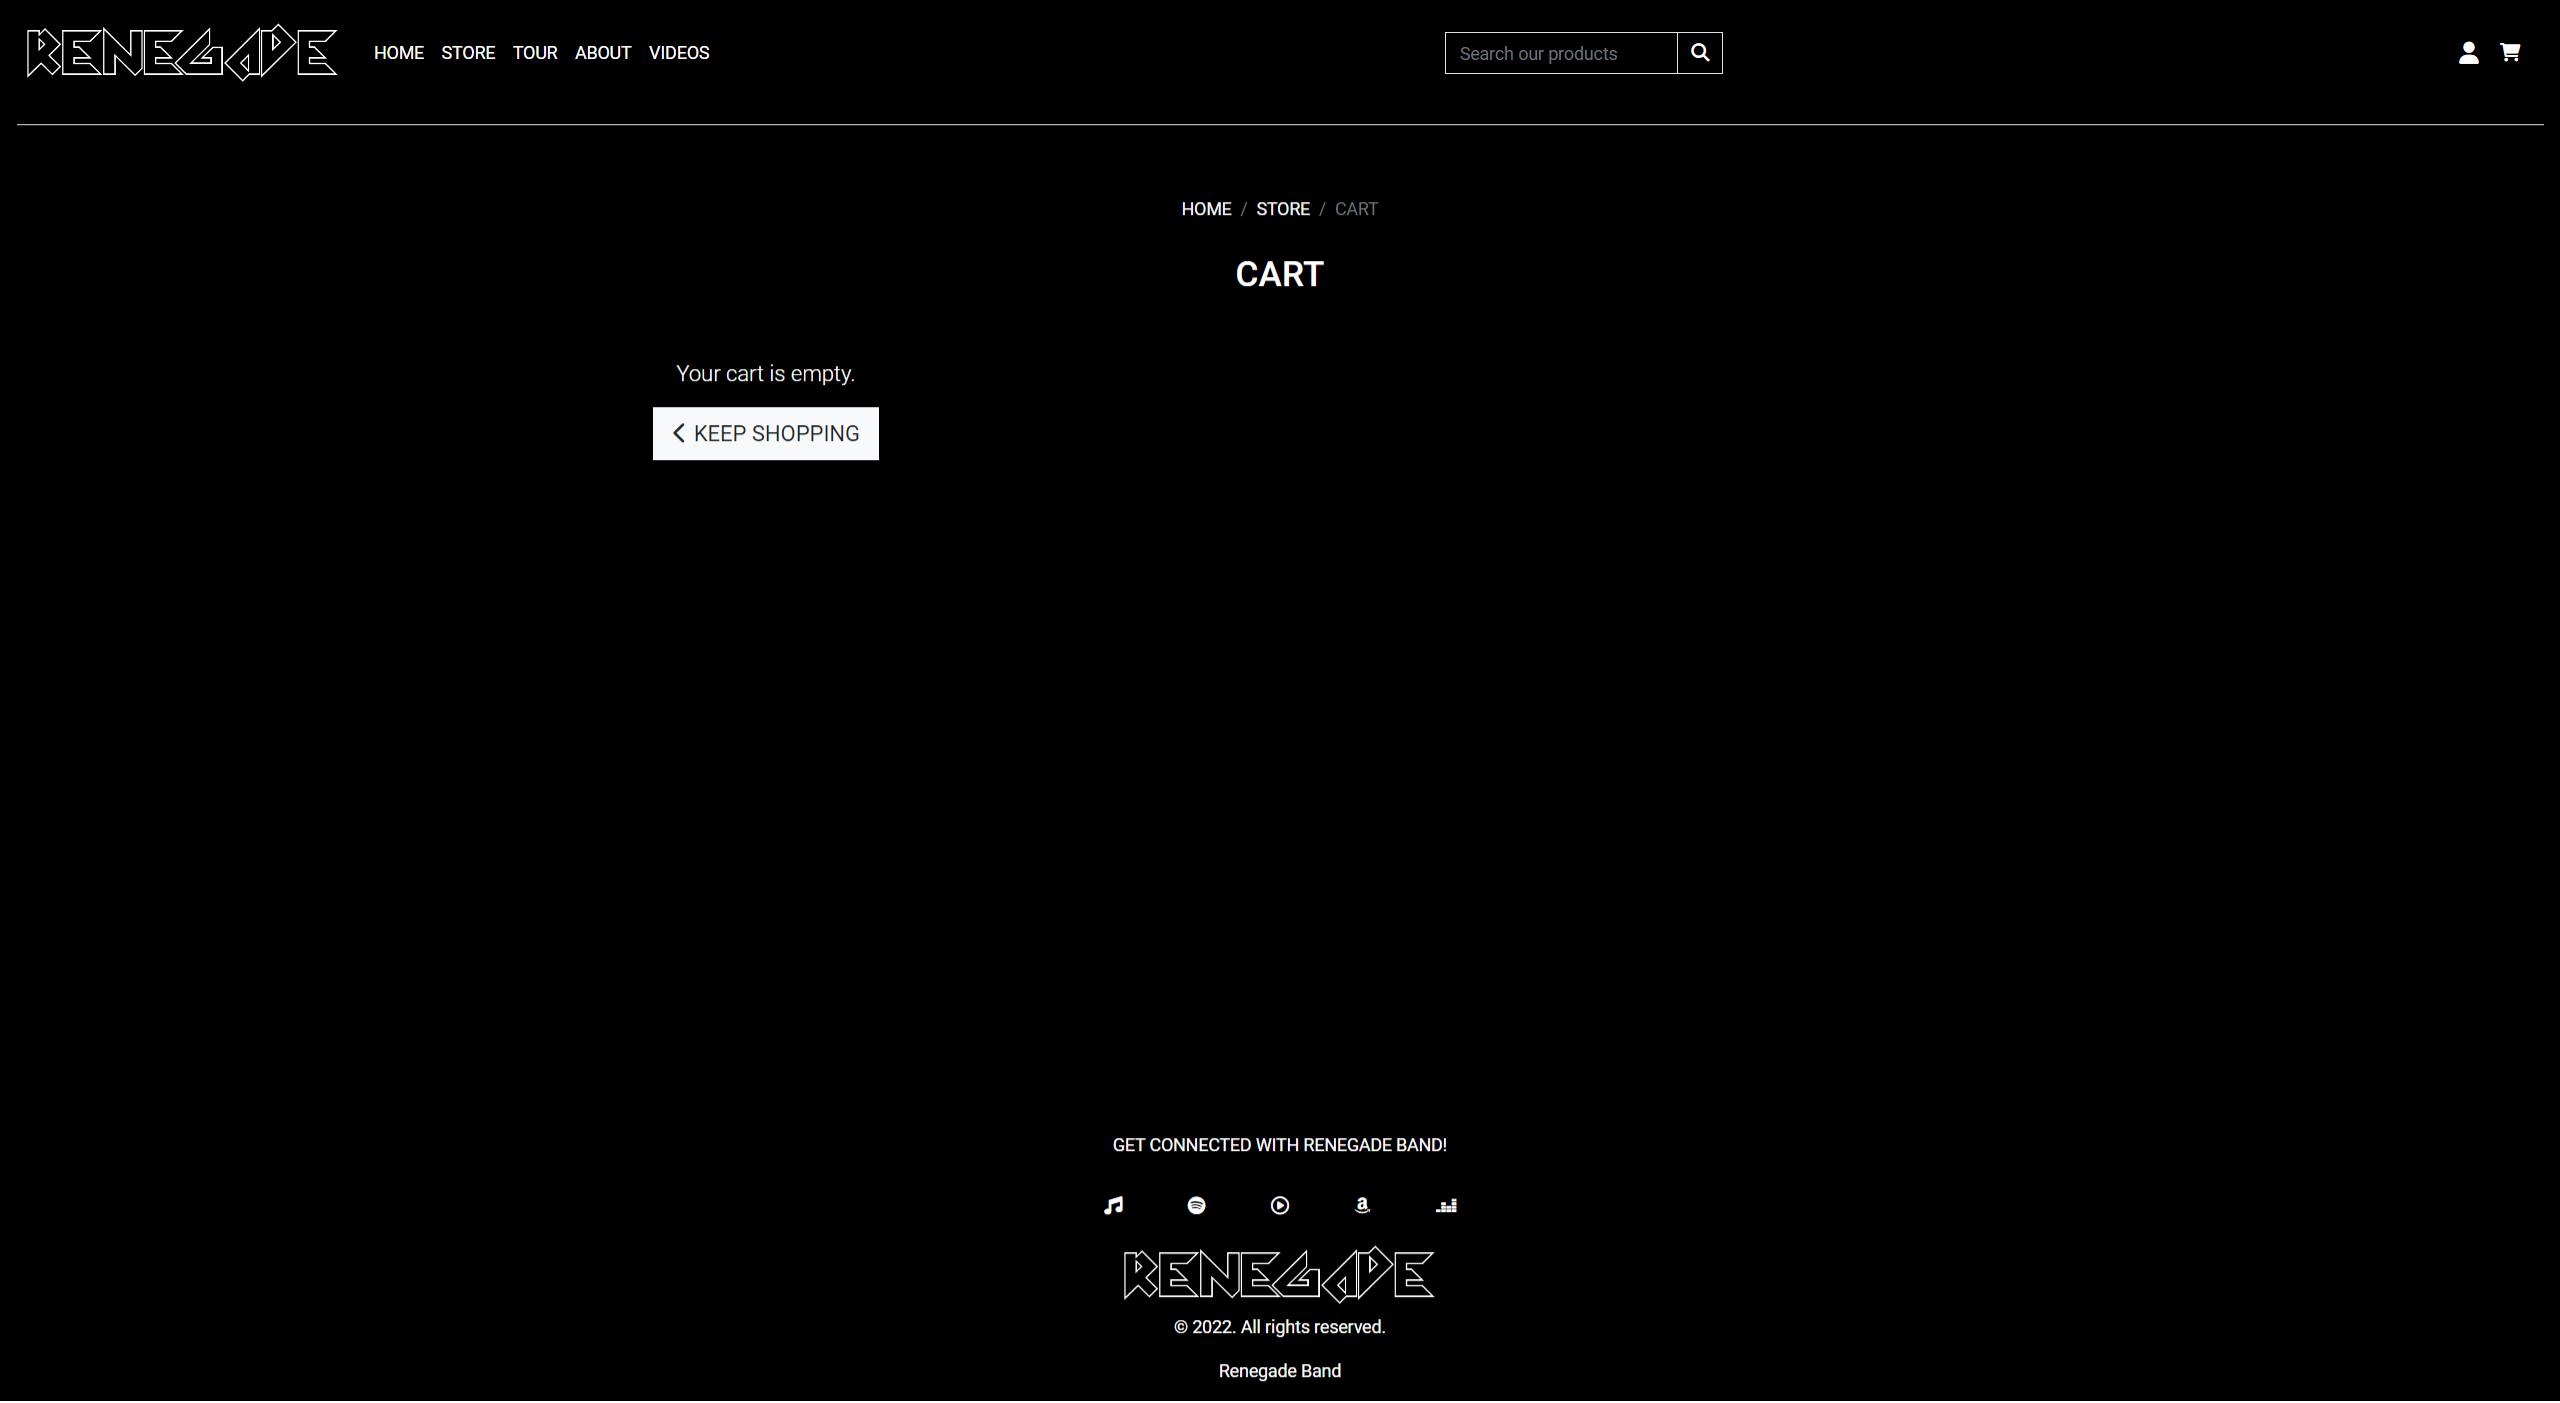 RENEGADE
HOME STORE TOUR ABOUT VIDEOS
Search our products
HOME / STORE / CART
CART
Your cart is empty.
KEEP SHOPPING
GET CONNECTED WITH RENEGADE BAND!
RENEGADE
© 2022. All rights reserved.
Renegade Band